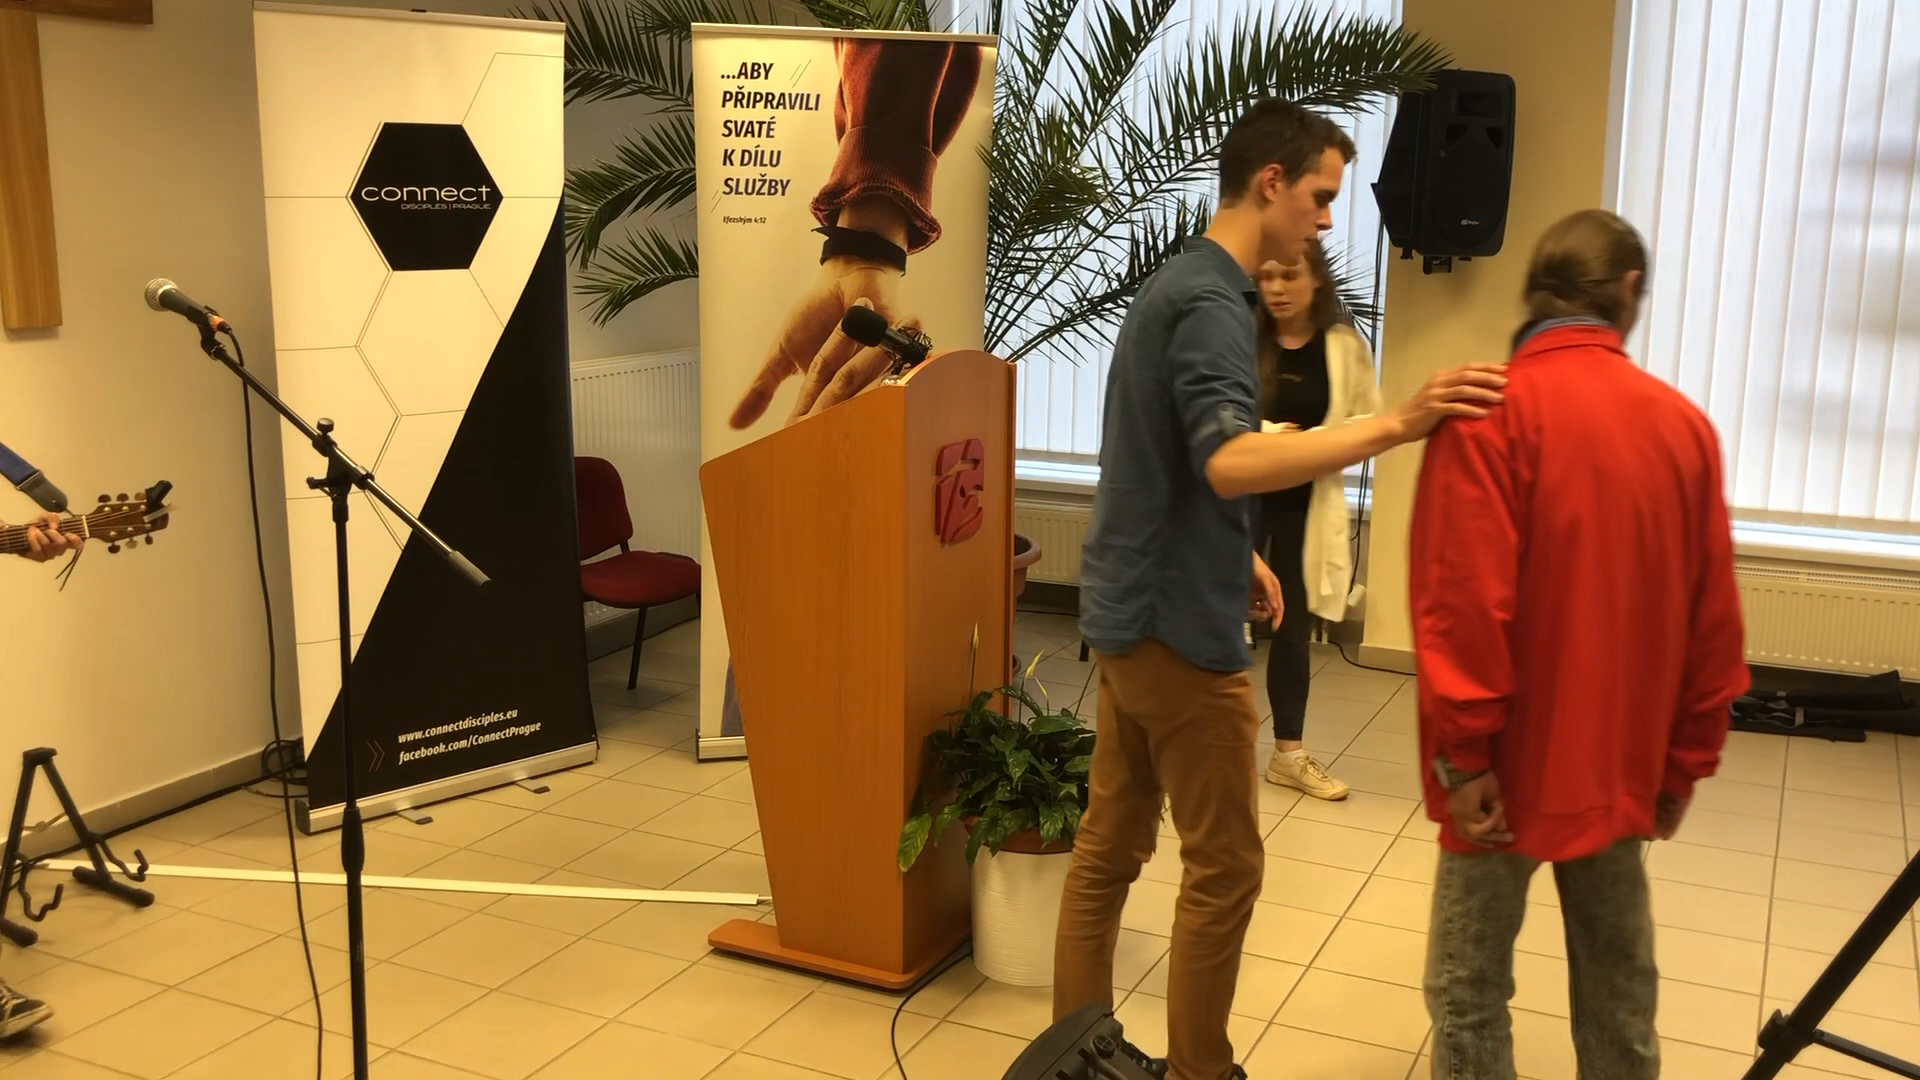 connect
DISCIPLES | PRAGUE
www.connectdisciples.eu
facebook.com/ConnectPrague
...ABY
PŘIPRAVILI
SVATÉ
K DÍLU
SLUŽBY
Efezským 4:12